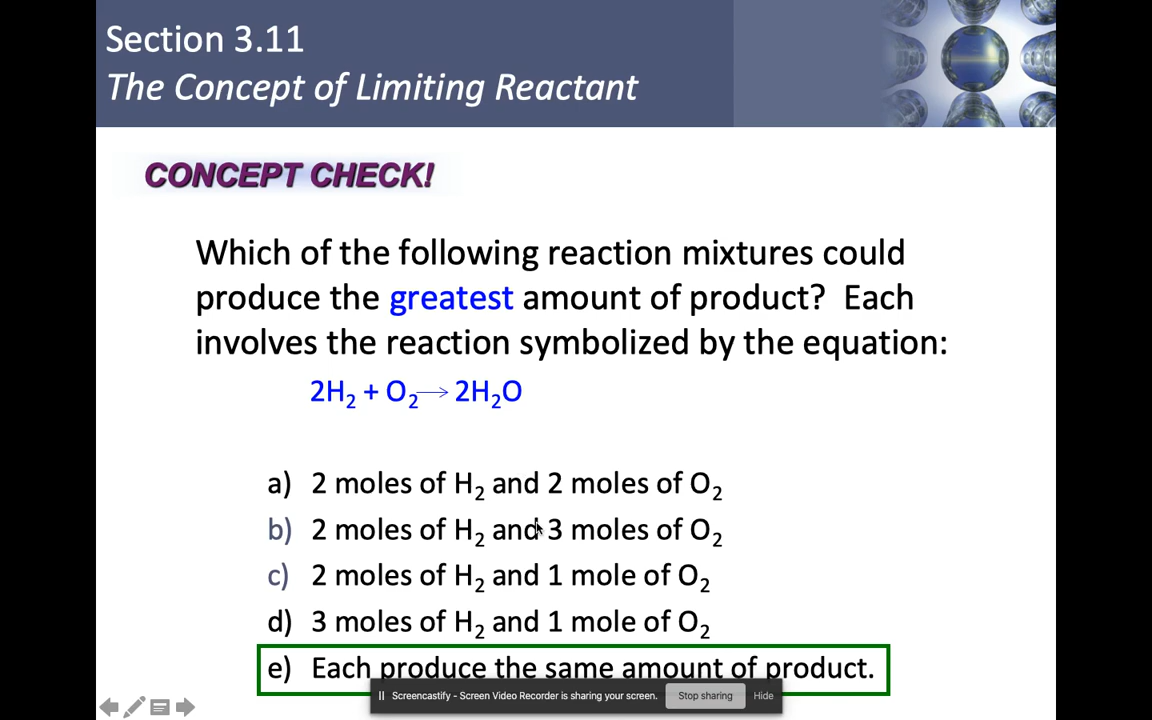 Section 3.11
The Concept of Limiting Reactant
CONCEPT CHECK!
Which of the following reaction mixtures could
produce the greatest amount of product?  Each
involves the reaction symbolized by the equation:
2H₂ + O₂ → 2H₂O
a) 2 moles of H₂ and 2 moles of O₂
b) 2 moles of H₂ and 3 moles of O₂
c) 2 moles of H₂ and 1 mole of O₂
d) 3 moles of H₂ and 1 mole of O₂
e) Each produce the same amount of product.
Screencastify - Screen Video Recorder is sharing your screen. Stop sharing Hide